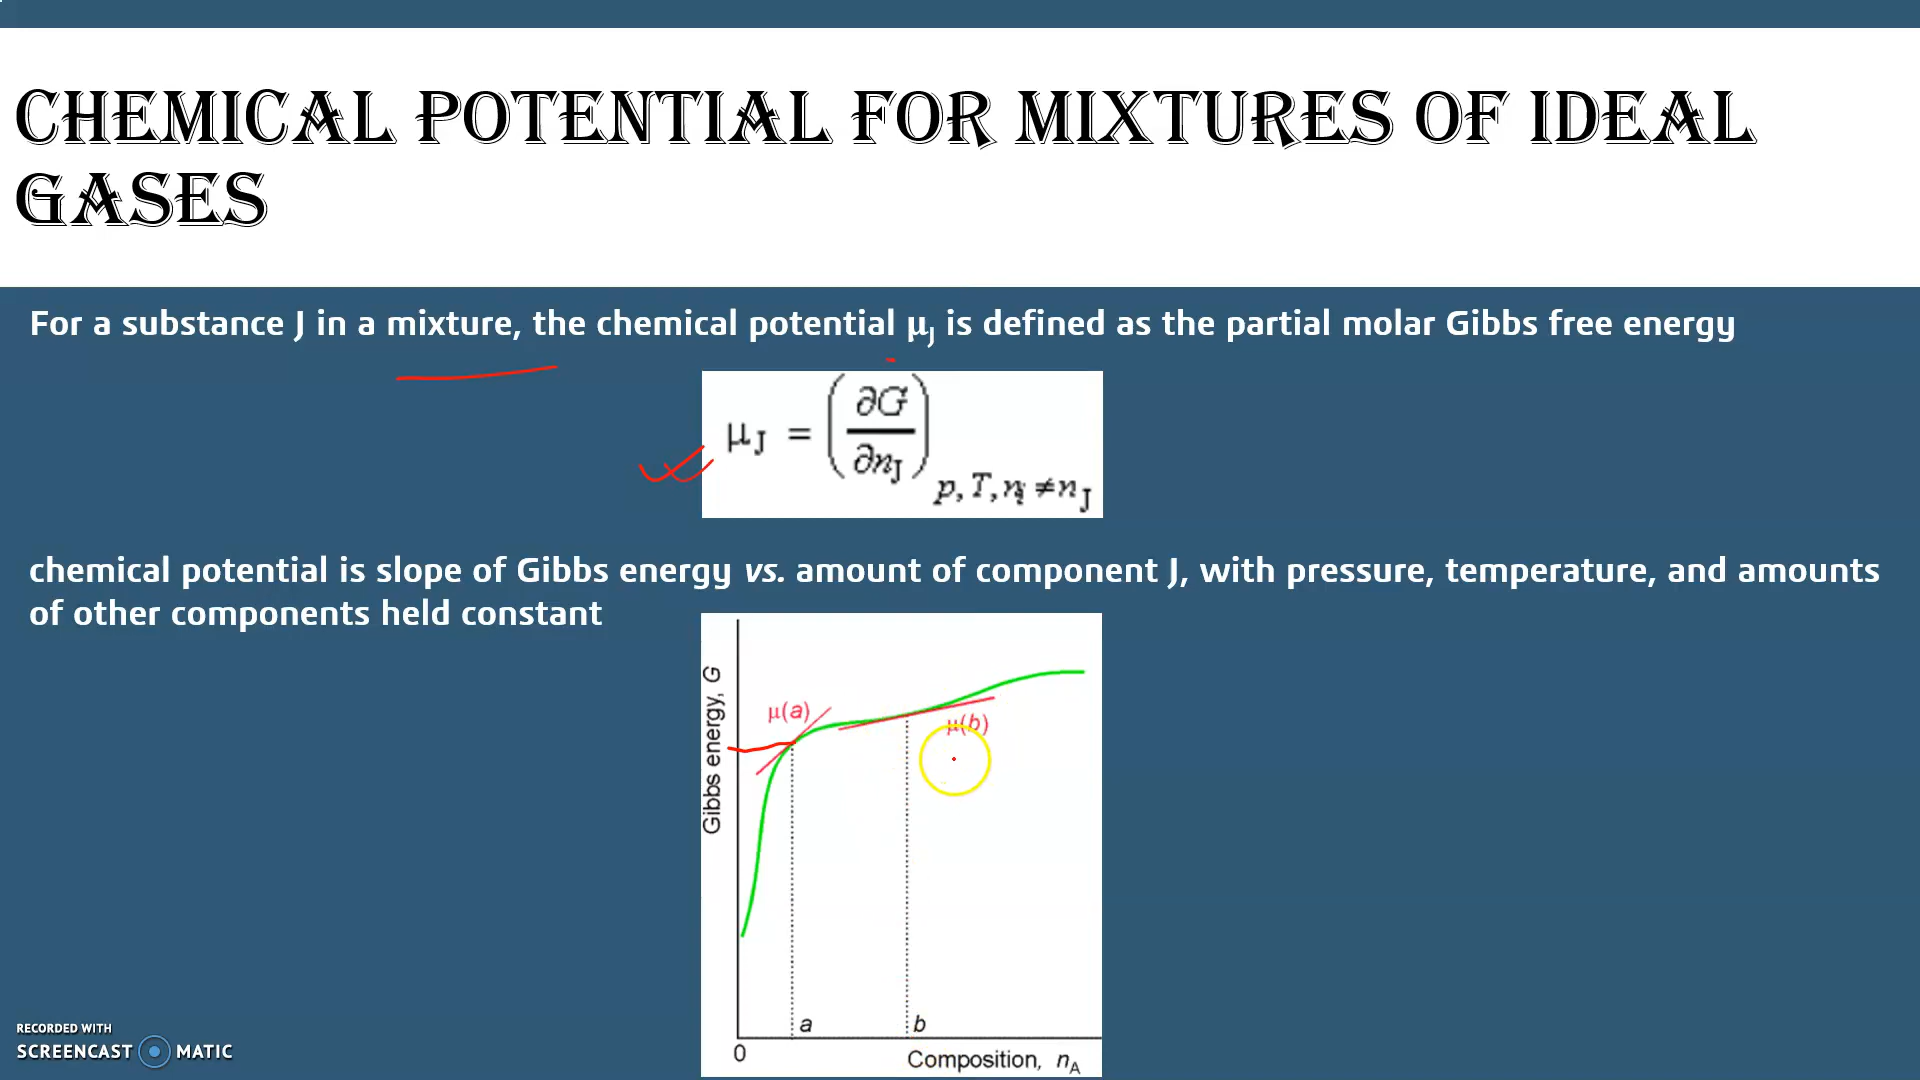 CHEMICAL POTENTIAL FOR MIXTURES OF IDEAL
GASES
For a substance J in a mixture, the chemical potential μJ is defined as the partial molar Gibbs free energy
μJ = (∂G/∂nJ) p, T, ni ≠ nJ
chemical potential is slope of Gibbs energy vs. amount of component J, with pressure, temperature, and amounts
of other components held constant
Gibbs energy, G
μ(a)
μ(b)
a
b
0
Composition, nA
RECORDED WITH
SCREENCAST MATIC